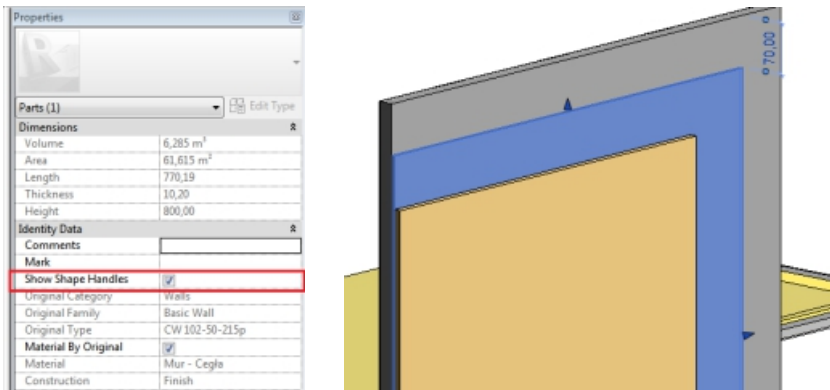 Properties
Parts (1)
Edit Type
Dimensions
Volume 6,285 m³
Area 61,615 m²
Length 770,19
Thickness 10,20
Height 800,00
Identity Data
Comments
Mark
Show Shape Handles
Original Category Walls
Original Family Basic Wall
Original Type CW 102-50-215p
Material By Original
Material Mur - Cegła
Construction Finish
70,00